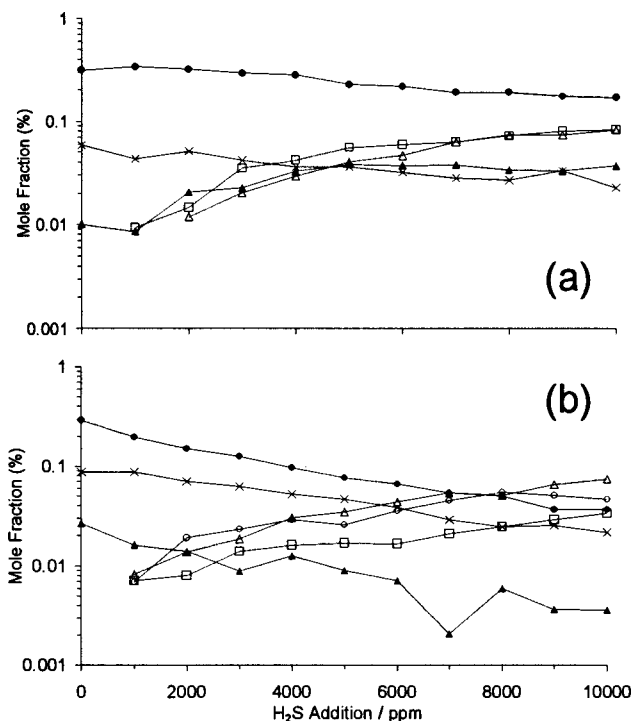 1
0.1
0.01
0.001
Mole Fraction (%)
(a)
1
0.1
0.01
0.001
Mole Fraction (%)
(b)
0 2000 4000 6000 8000 10000
H₂S Addition / ppm